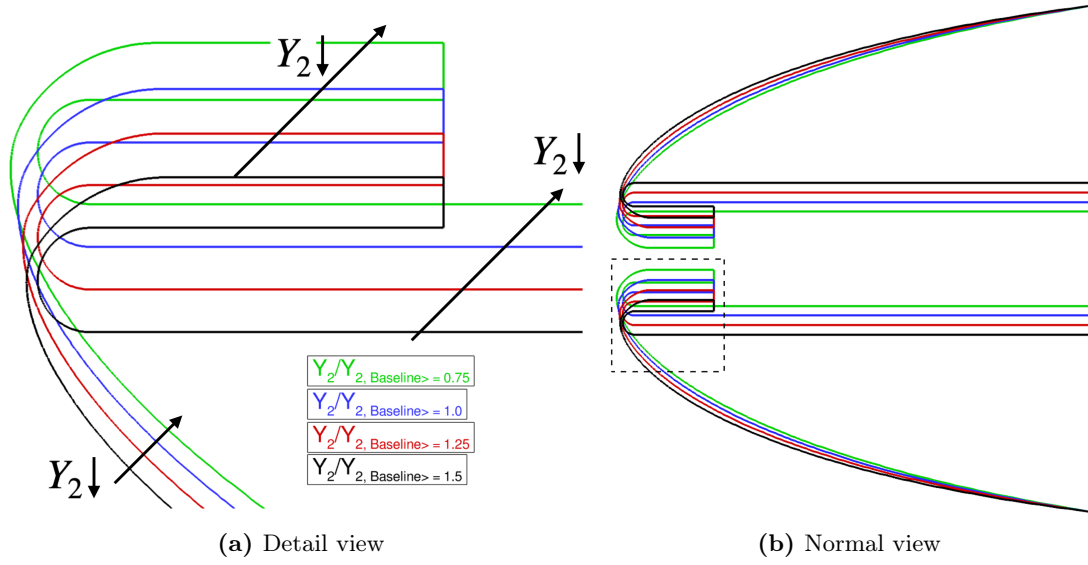 Y₂↓
Y₂↓
Y₂/Y₂, Baseline> = 0.75
Y₂/Y₂, Baseline> = 1.0
Y₂/Y₂, Baseline> = 1.25
Y₂/Y₂, Baseline> = 1.5
Y₂↓
(a) Detail view
(b) Normal view